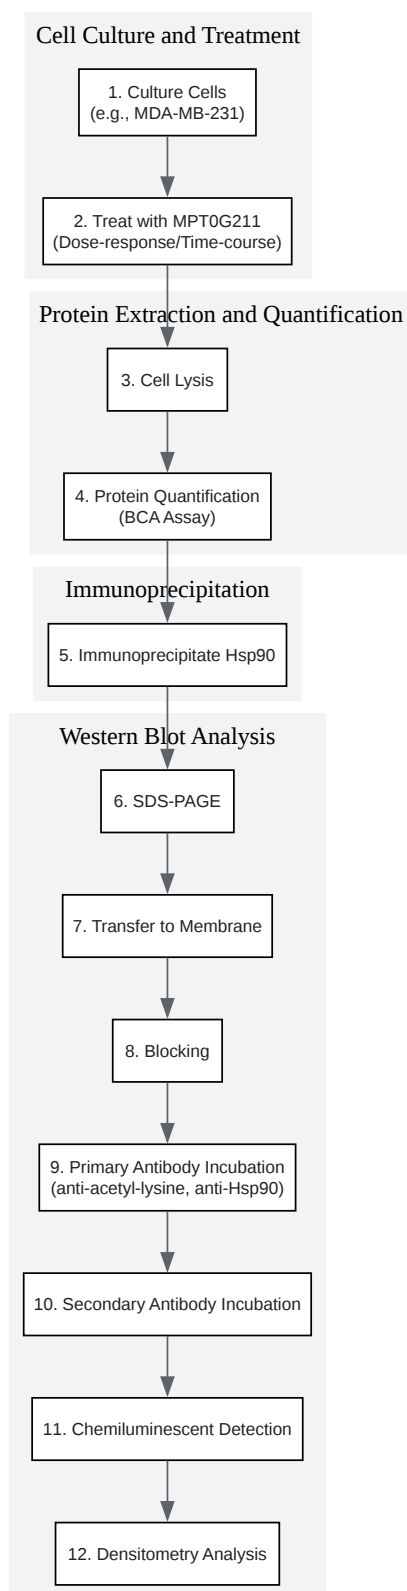 Cell Culture and Treatment
1. Culture Cells
(e.g., MDA-MB-231)
2. Treat with MPT0G211
(Dose-response/Time-course)
Protein Extraction and Quantification
3. Cell Lysis
4. Protein Quantification
(BCA Assay)
Immunoprecipitation
5. Immunoprecipitate Hsp90
Western Blot Analysis
6. SDS-PAGE
7. Transfer to Membrane
8. Blocking
9. Primary Antibody Incubation
(anti-acetyl-lysine, anti-Hsp90)
10. Secondary Antibody Incubation
11. Chemiluminescent Detection
12. Densitometry Analysis